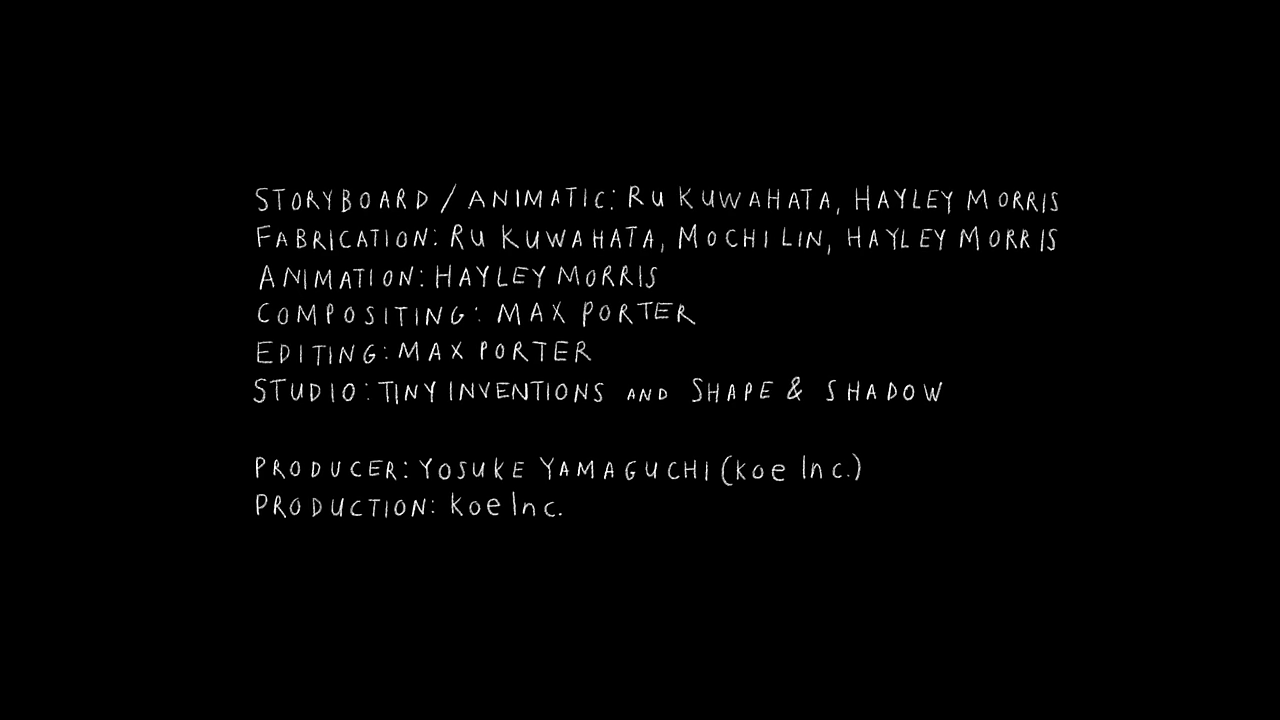 STORYBOARD / ANIMATIC: RU KUWAHATA, HAYLEY MORRIS
FABRICATION: RU KUWAHATA, MOCHI LIN, HAYLEY MORRIS
ANIMATION: HAYLEY MORRIS
COMPOSITING: MAX PORTER
EDITING: MAX PORTER
STUDIO: TINY INVENTIONS AND SHAPE & SHADOW
PRODUCER: YOSUKE YAMAGUCHI (koe Inc.)
PRODUCTION: koe Inc.